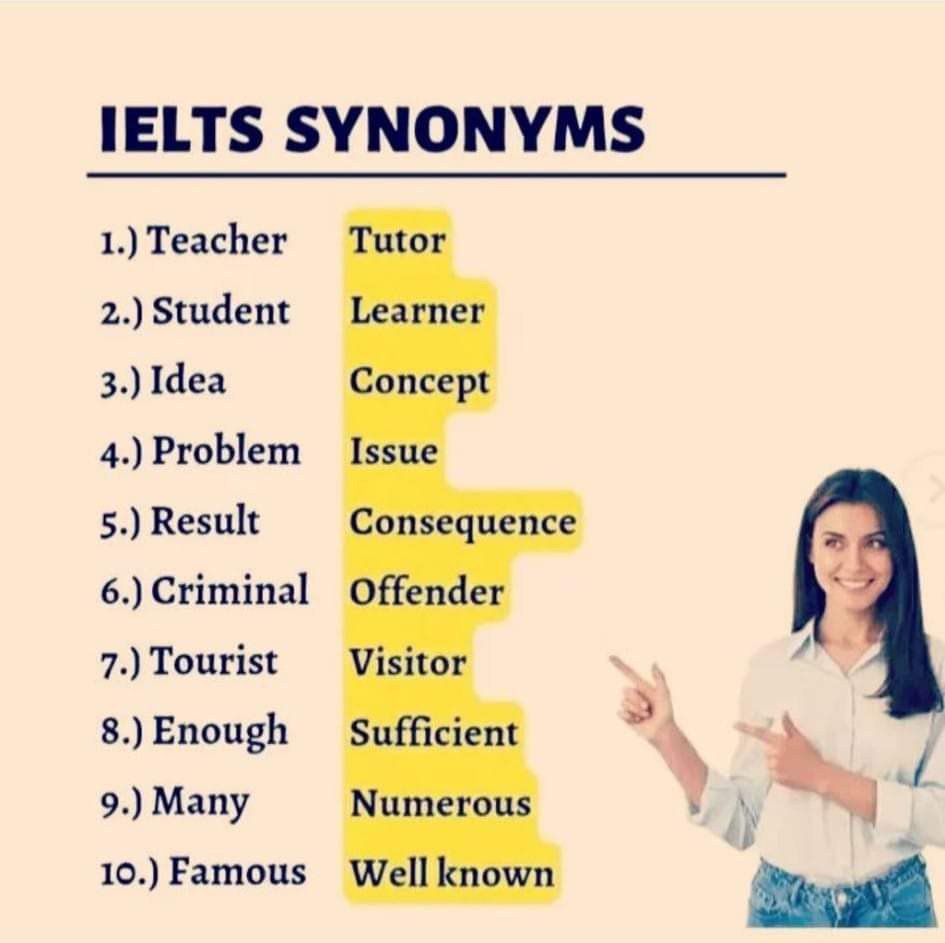 IELTS SYNONYMS
1.) Teacher Tutor
2.) Student Learner
3.) Idea Concept
4.) Problem Issue
5.) Result Consequence
6.) Criminal Offender
7.) Tourist Visitor
8.) Enough Sufficient
9.) Many Numerous
10.) Famous Well known